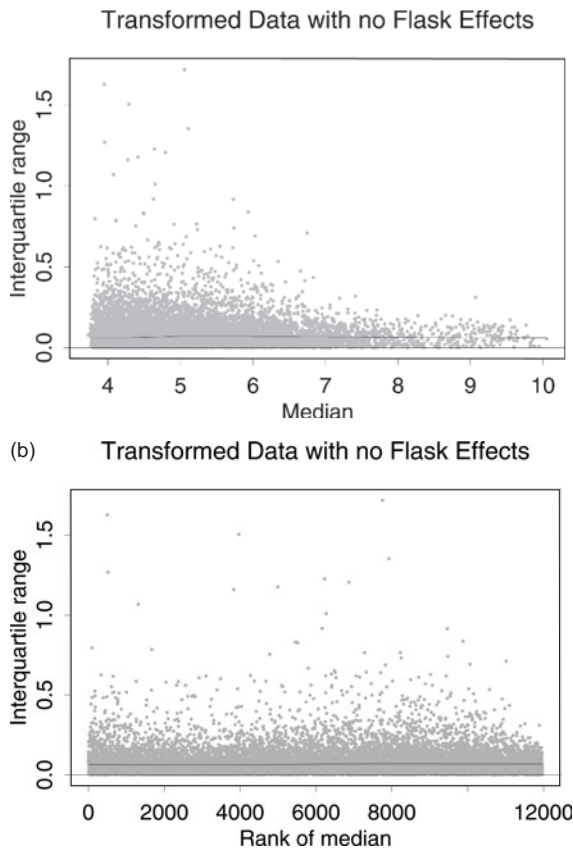 Transformed Data with no Flask Effects
Interquartile range
0.0 0.5 1.0 1.5
4 5 6 7 8 9 10
Median
(b) Transformed Data with no Flask Effects
Interquartile range
0.0 0.5 1.0 1.5
0 2000 4000 6000 8000 12000
Rank of median